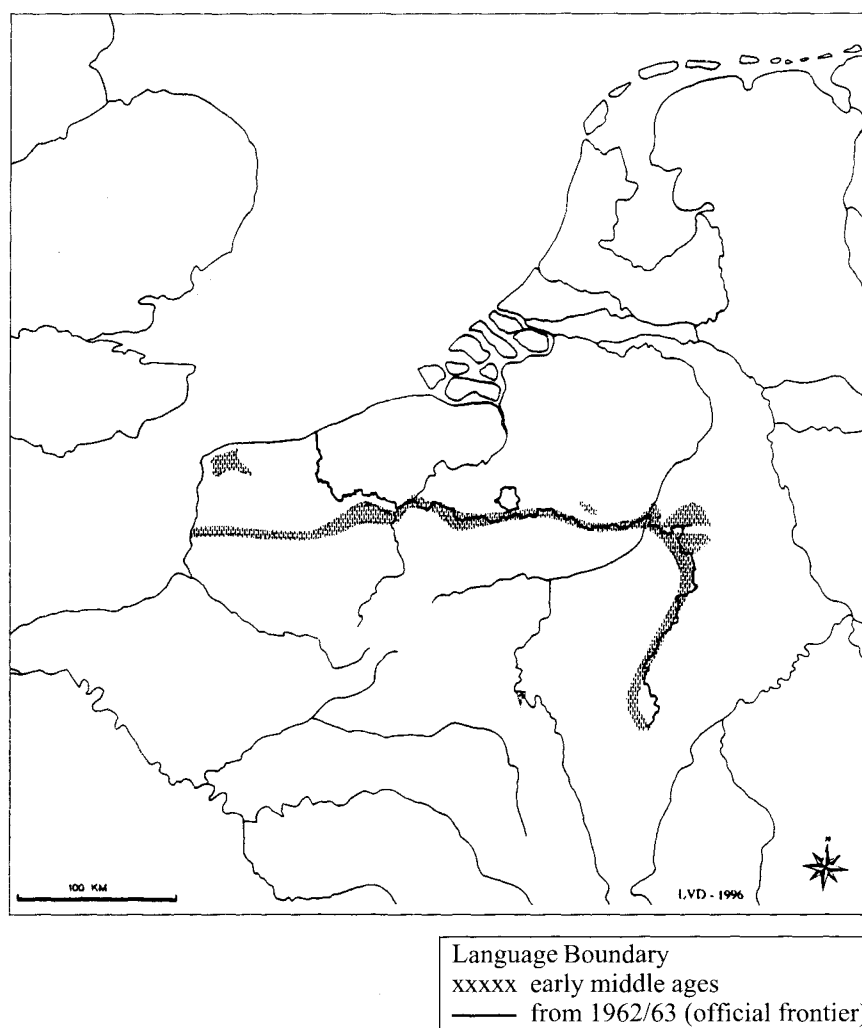 100 KM
LVD - 1996
Language Boundary
xxxxx early middle ages
—— from 1962/63 (official frontier)